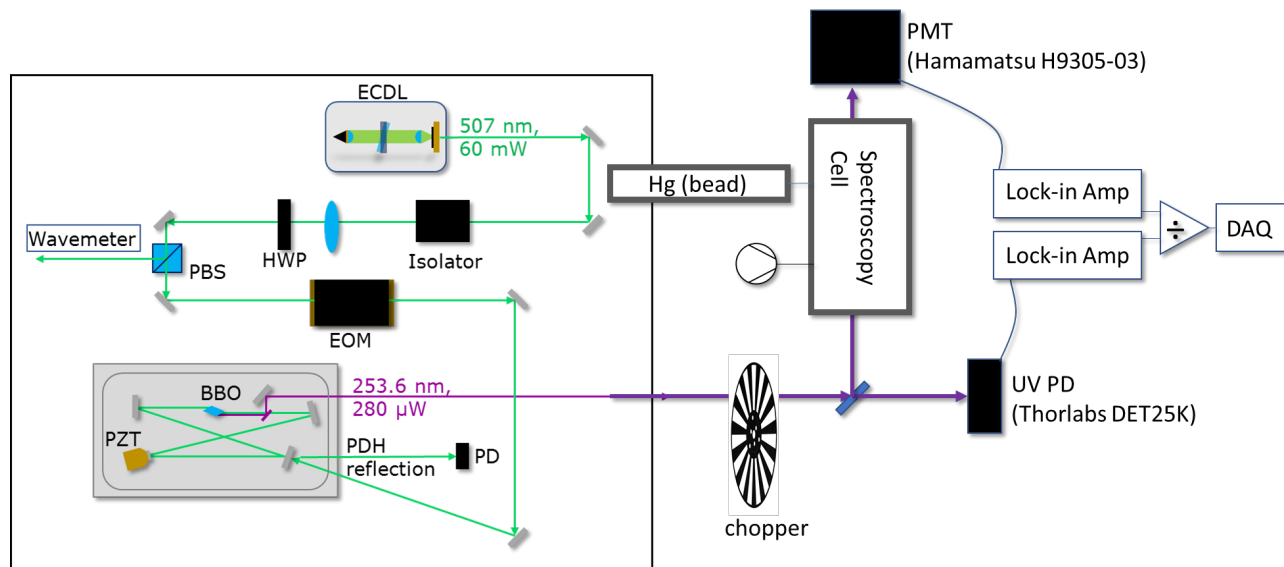 PMT
(Hamamatsu H9305-03)
ECDL
507 nm,
60 mW
Spectroscopy
Cell
Hg (bead)
Lock-in Amp
÷
DAQ
Lock-in Amp
Wavemeter
PBS
HWP
Isolator
EOM
BBO
253.6 nm,
280 µW
PZT
PDH
reflection
PD
UV PD
(Thorlabs DET25K)
chopper